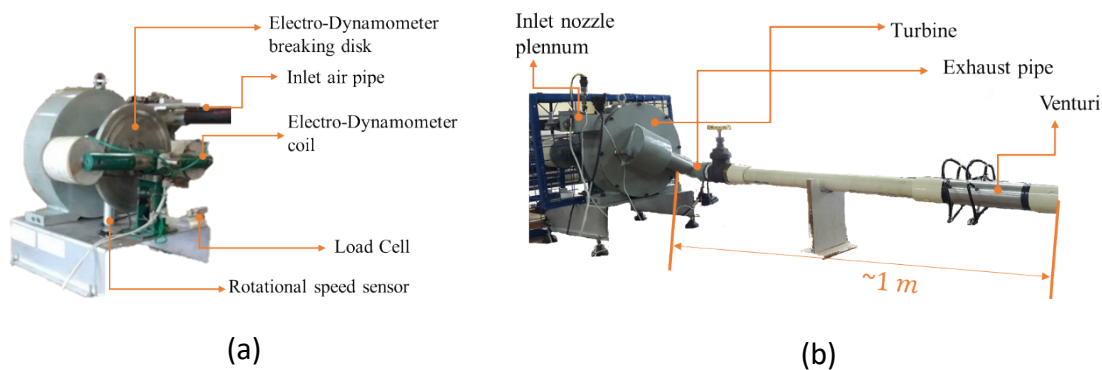 Electro-Dynamometer
breaking disk
Inlet air pipe
Electro-Dynamometer
coil
Load Cell
Rotational speed sensor
(a)
Inlet nozzle
plennum
Turbine
Exhaust pipe
Venturi
~1 m
(b)